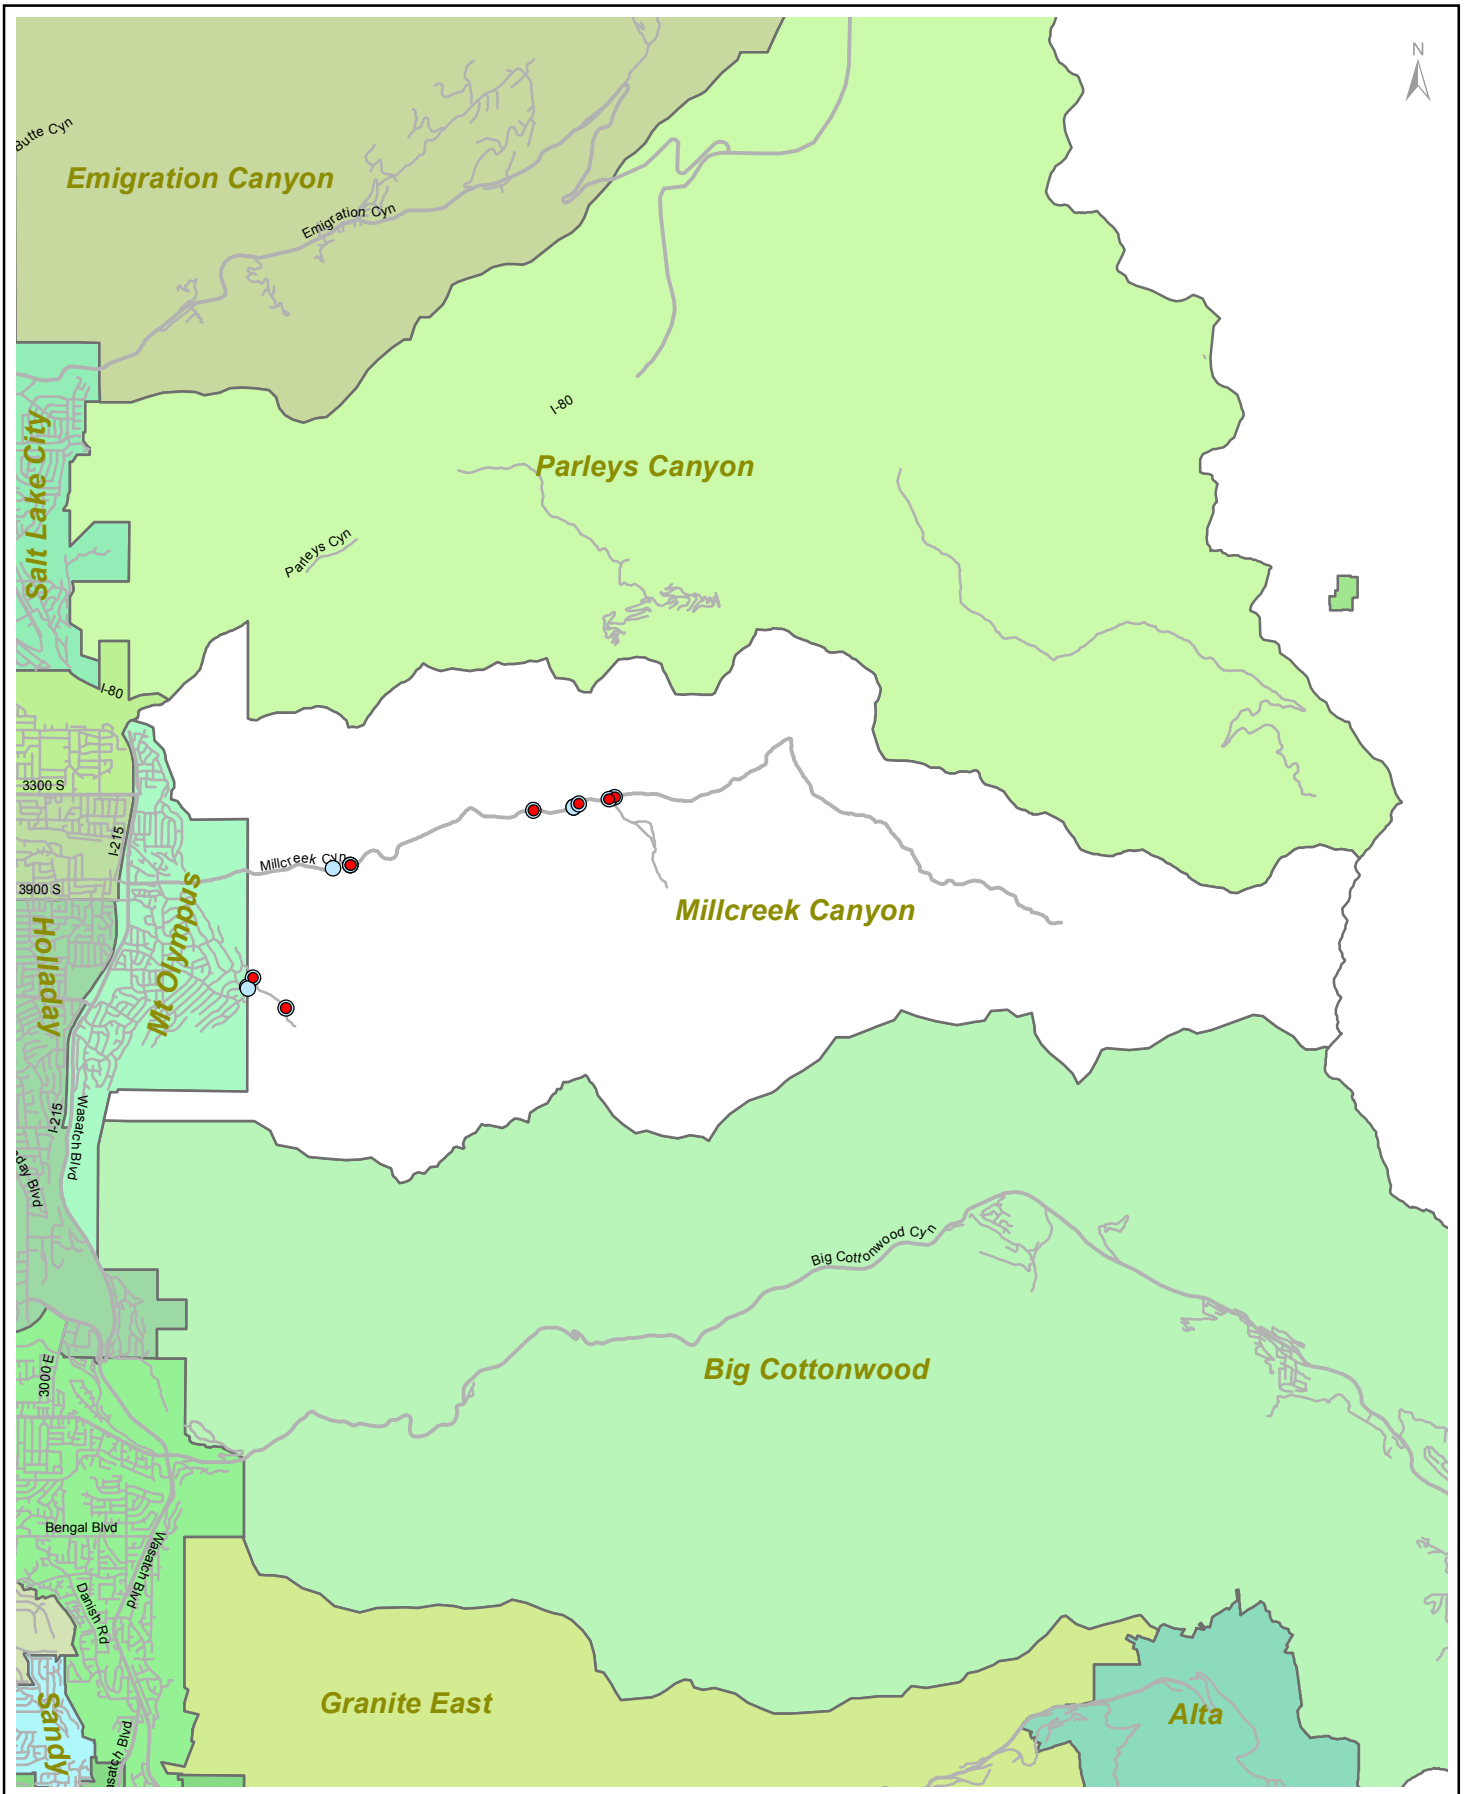 N
Butte Cyn
Emigration Canyon
Emigration Cyn
I-80
Salt Lake City
Parleys Canyon
Parleys Cyn
I-80
3300 S
I-215
Millcreek Cyn
3900 S
Millcreek Canyon
Holladay
Mt Olympus
I-215
Wasatch Blvd
day Blvd
Big Cottonwood Cyn
3000 E
Big Cottonwood
Bengal Blvd
Wasatch Blvd
Danish Rd
Sandy
Granite East
Alta
asatch Blvd